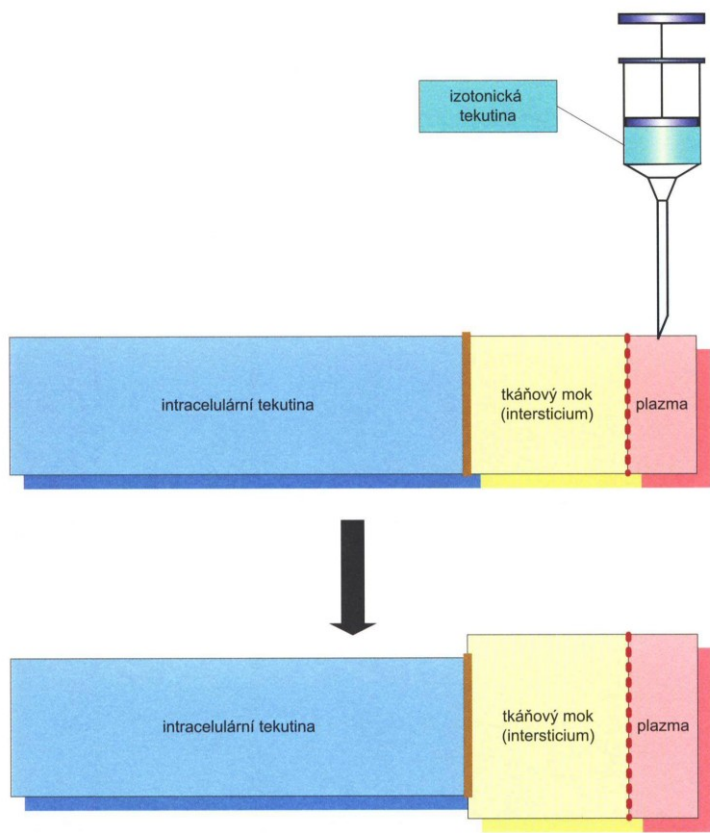 izotonická
tekutina
intracelulární tekutina
tkáňový mok
(intersticium)
plazma
intracelulární tekutina
tkáňový mok
(intersticium)
plazma